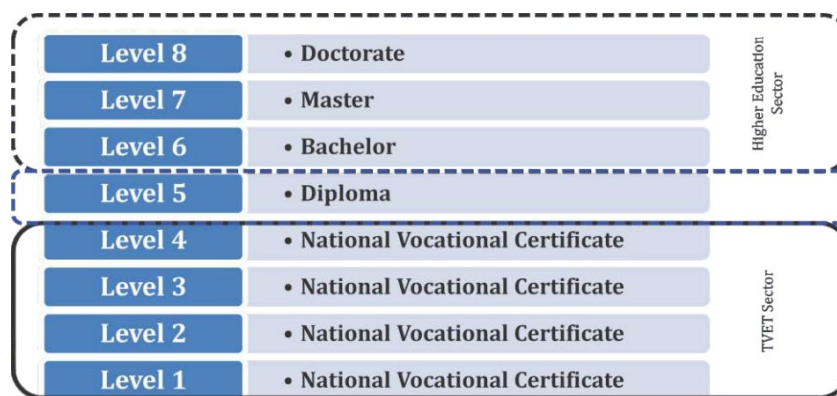 Level 8 • Doctorate
Level 7 • Master
Level 6 • Bachelor
Higher Education
Sector
Level 5 • Diploma
Level 4 • National Vocational Certificate
Level 3 • National Vocational Certificate
Level 2 • National Vocational Certificate
Level 1 • National Vocational Certificate
TVET Sector